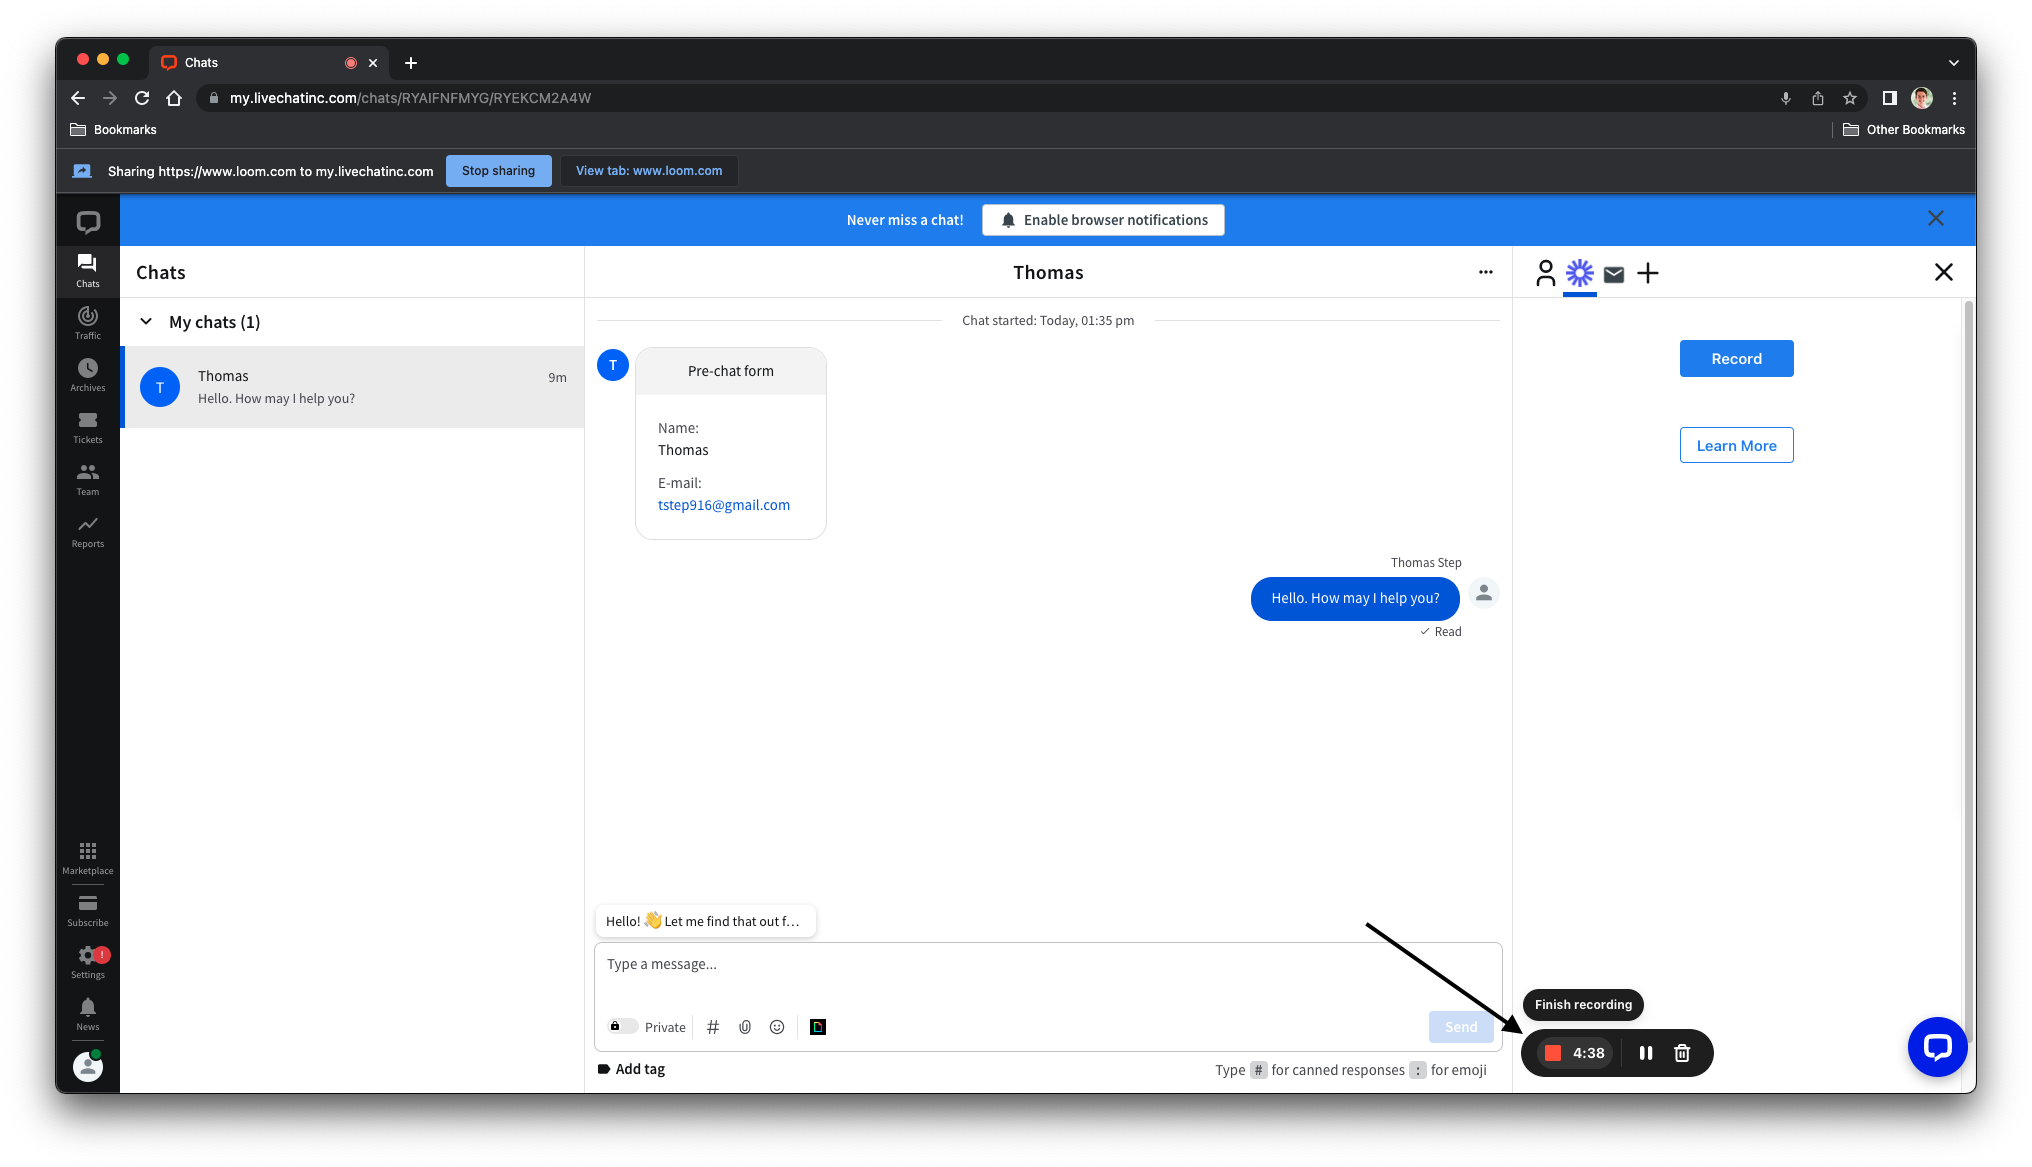 Chats
my.livechatinc.com/chats/RYAIFNFMYG/RYEKCM2A4W
Bookmarks
Other Bookmarks
Sharing https://www.loom.com to my.livechatinc.com
Stop sharing
View tab: www.loom.com
Never miss a chat!
Enable browser notifications
Chats
Traffic
Archives
Tickets
Team
Reports
Marketplace
Subscribe
!
Settings
News
Chats
My chats (1)
T
Thomas
9m
Hello. How may I help you?
Thomas
Chat started: Today, 01:35 pm
T
Pre-chat form
Name:
Thomas
E-mail:
tstep916@gmail.com
Thomas Step
Hello. How may I help you?
Read
Hello! 👋 Let me find that out f...
Type a message...
Private
Send
Add tag
Type # for canned responses : for emoji
Record
Learn More
Finish recording
4:38